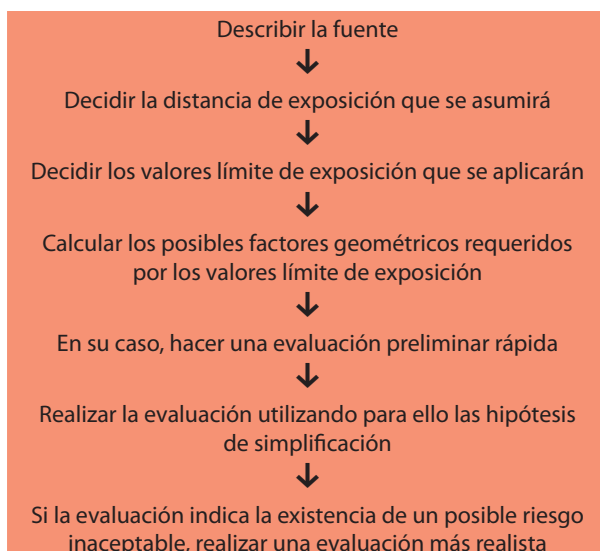 Describir la fuente
↓
Decidir la distancia de exposición que se asumirá
↓
Decidir los valores límite de exposición que se aplicarán
↓
Calcular los posibles factores geométricos requeridos
por los valores límite de exposición
↓
En su caso, hacer una evaluación preliminar rápida
↓
Realizar la evaluación utilizando para ello las hipótesis
de simplificación
↓
Si la evaluación indica la existencia de un posible riesgo
inaceptable, realizar una evaluación más realista